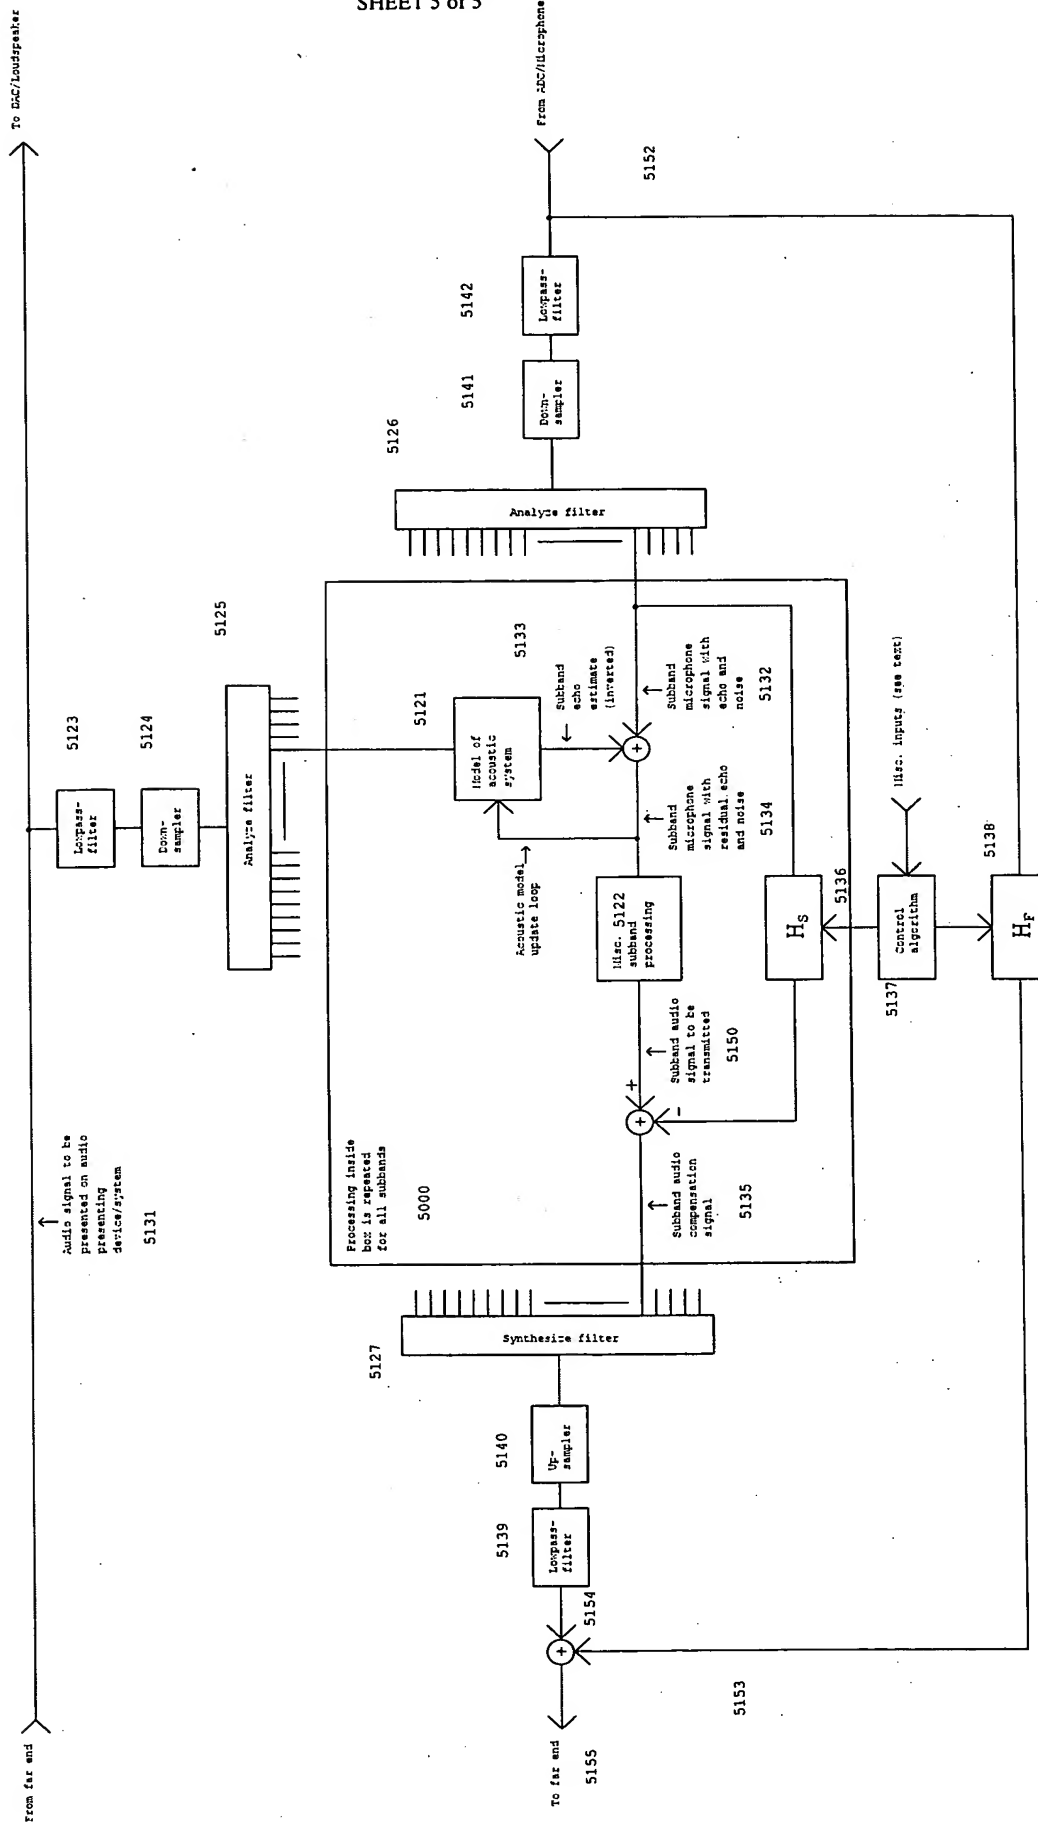 SHEET 5 of 5
To DAC/Loudspeaker
From ADC/Microphone
5152
Lowpass-
filter
5142
Down-
sampler
5141
5126
Analyze filter
5123
Lowpass-
filter
5124
Down-
sampler
5125
Analyze filter
5121
Model of
acoustic
system
5133
Subband
echo
estimate
(inverted)
+
Subband
microphone
signal with
echo and
noise
5132
Acoustic model
update loop
Subband
microphone
signal with
residual echo
and noise
5134
Misc. 5122
subband
processing
HS
5136
Misc. inputs (see text)
Control
algorithm
5137
5138
HF
Subband audio
signal to be
transmitted
5150
+
-
+
Subband audio
compensation
signal
5135
Processing inside
box is repeated
for all subbands
5000
Audio signal to be
presented on audio
presenting
device/system
5131
Synthesize filter
5127
Up-
sampler
5140
Lowpass-
filter
5139
5154
+
5153
From far end
To far end
5155